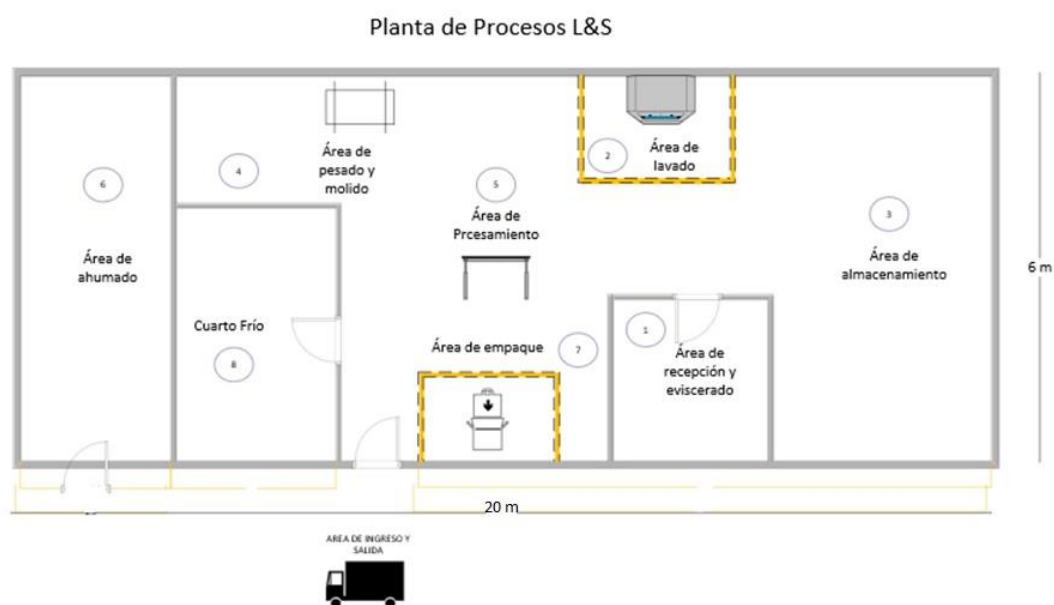 Planta de Procesos L&S
6
Área de
ahumado
4
Área de
pesado y
molido
5
Área de
Prcesamiento
2
Área de
lavado
3
Área de
almacenamiento
6 m
Cuarto Frío
8
Área de empaque
7
1
Área de
recepción y
eviscerado
20 m
AREA DE INGRESO Y
SALIDA